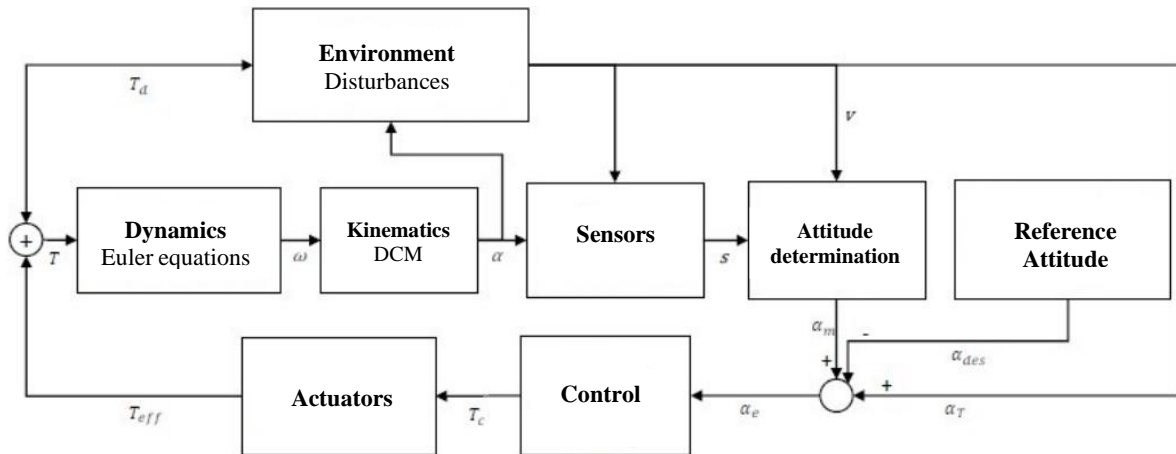 Environment
Disturbances
T_d
v
Dynamics
Euler equations
Kinematics
DCM
Sensors
Attitude
determination
Reference
Attitude
+
T
ω
α
s
α_m
-
α_des
+
+
Actuators
Control
T_eff
T_c
α_e
α_T